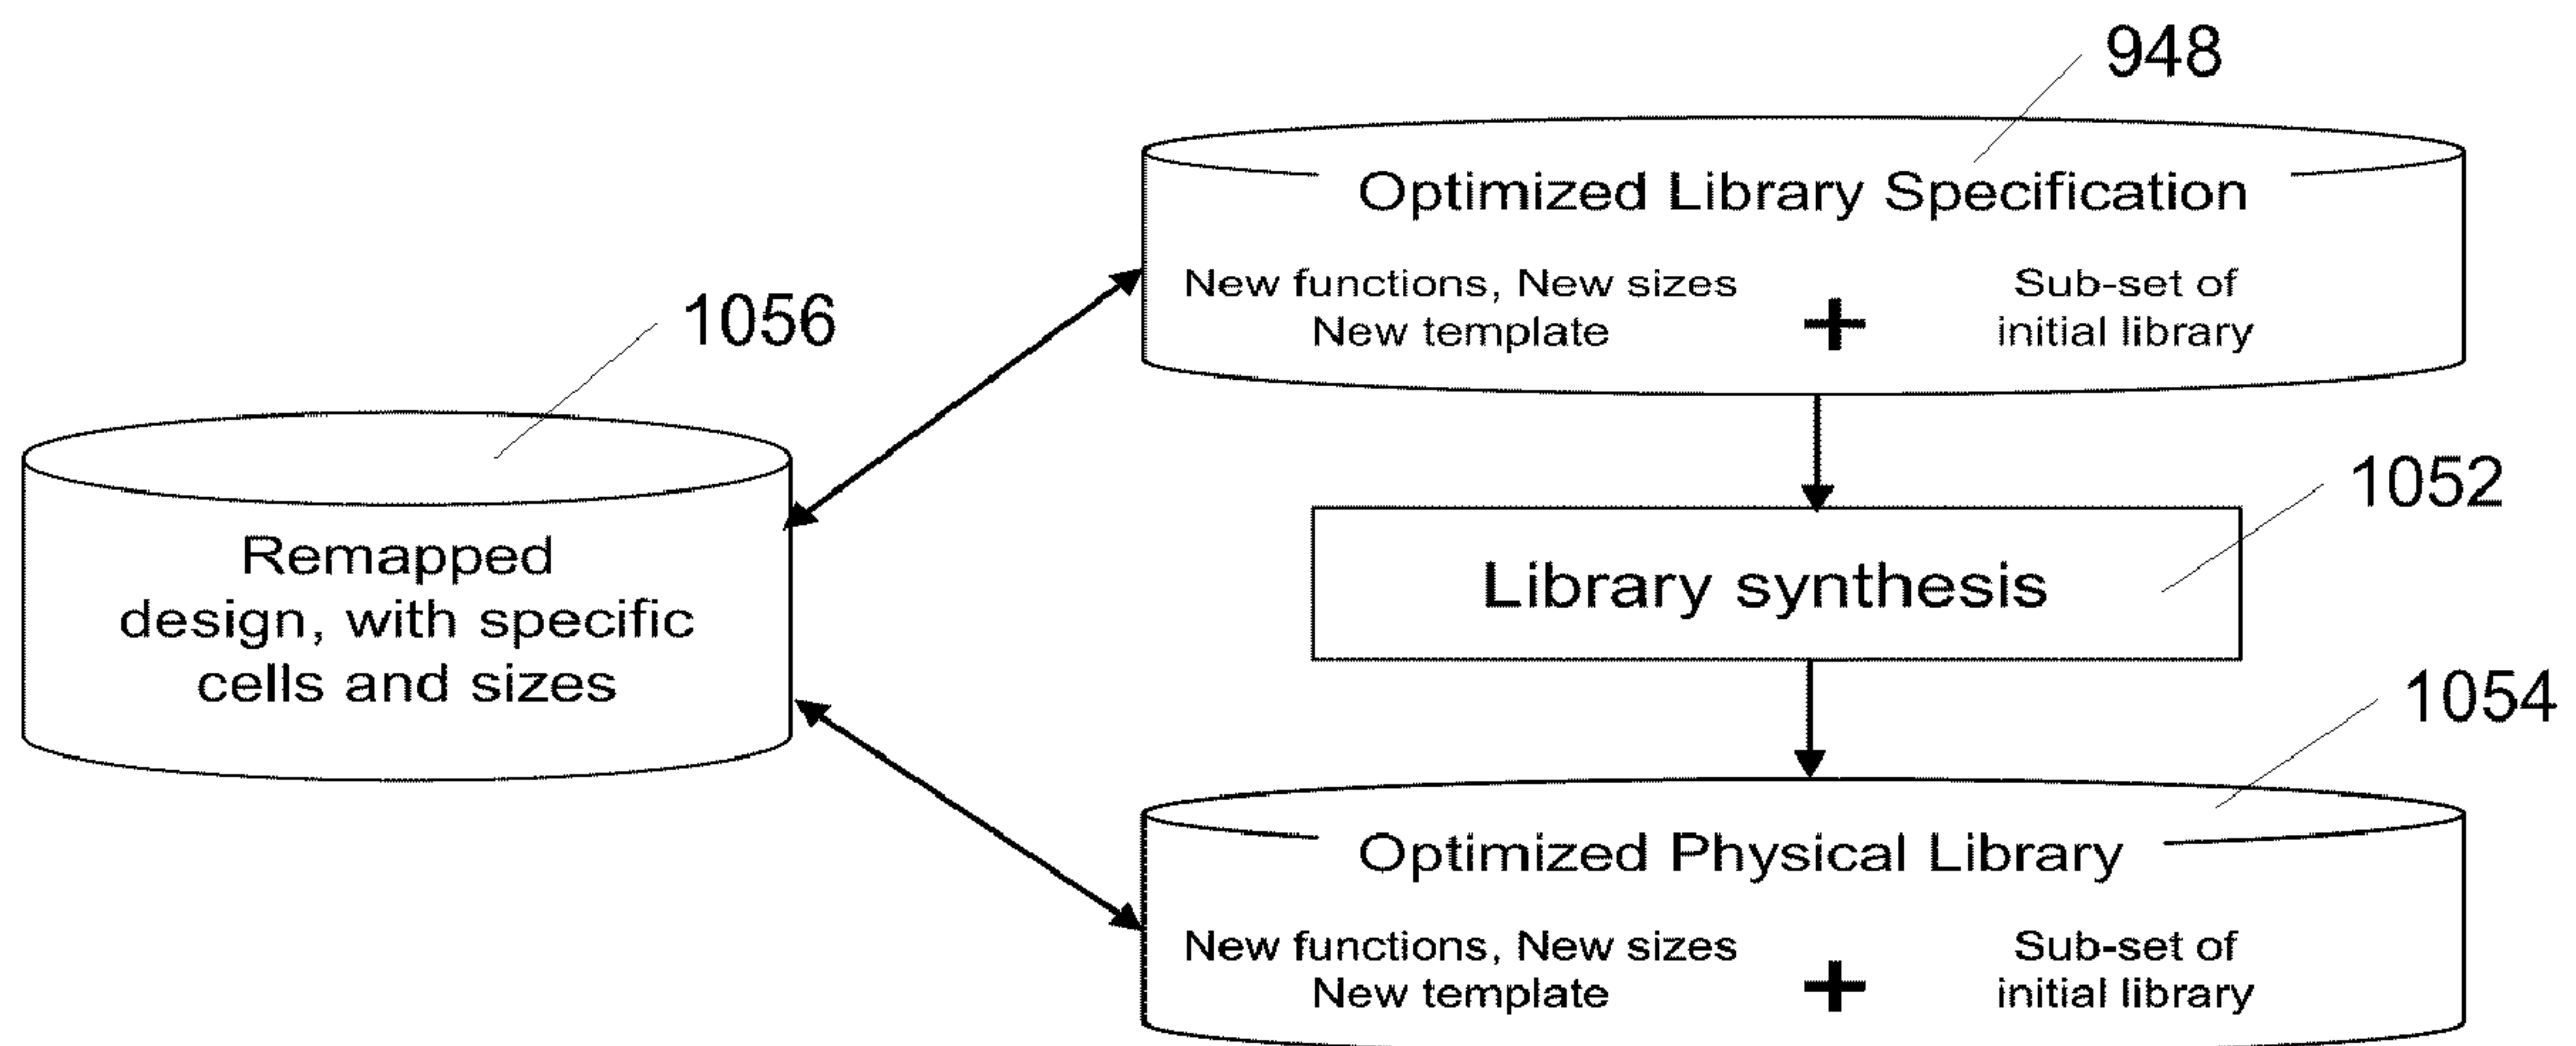 948
Optimized Library Specification
New functions, New sizes
New template
+
Sub-set of
initial library
1056
Remapped
design, with specific
cells and sizes
1052
Library synthesis
1054
Optimized Physical Library
New functions, New sizes
New template
+
Sub-set of
initial library